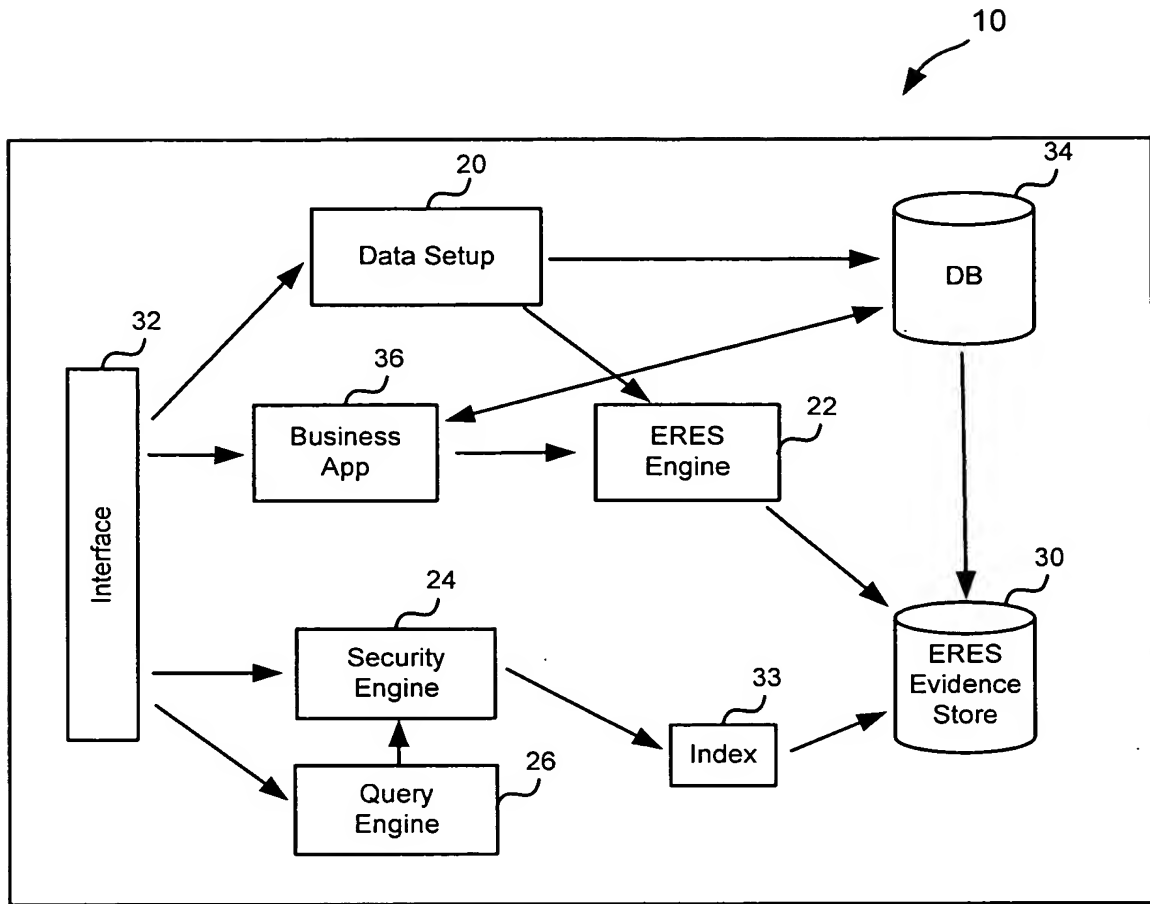 10
20
Data Setup
34
DB
32
Interface
36
Business
App
ERES
Engine
22
24
Security
Engine
33
Index
30
ERES
Evidence
Store
Query
Engine
26